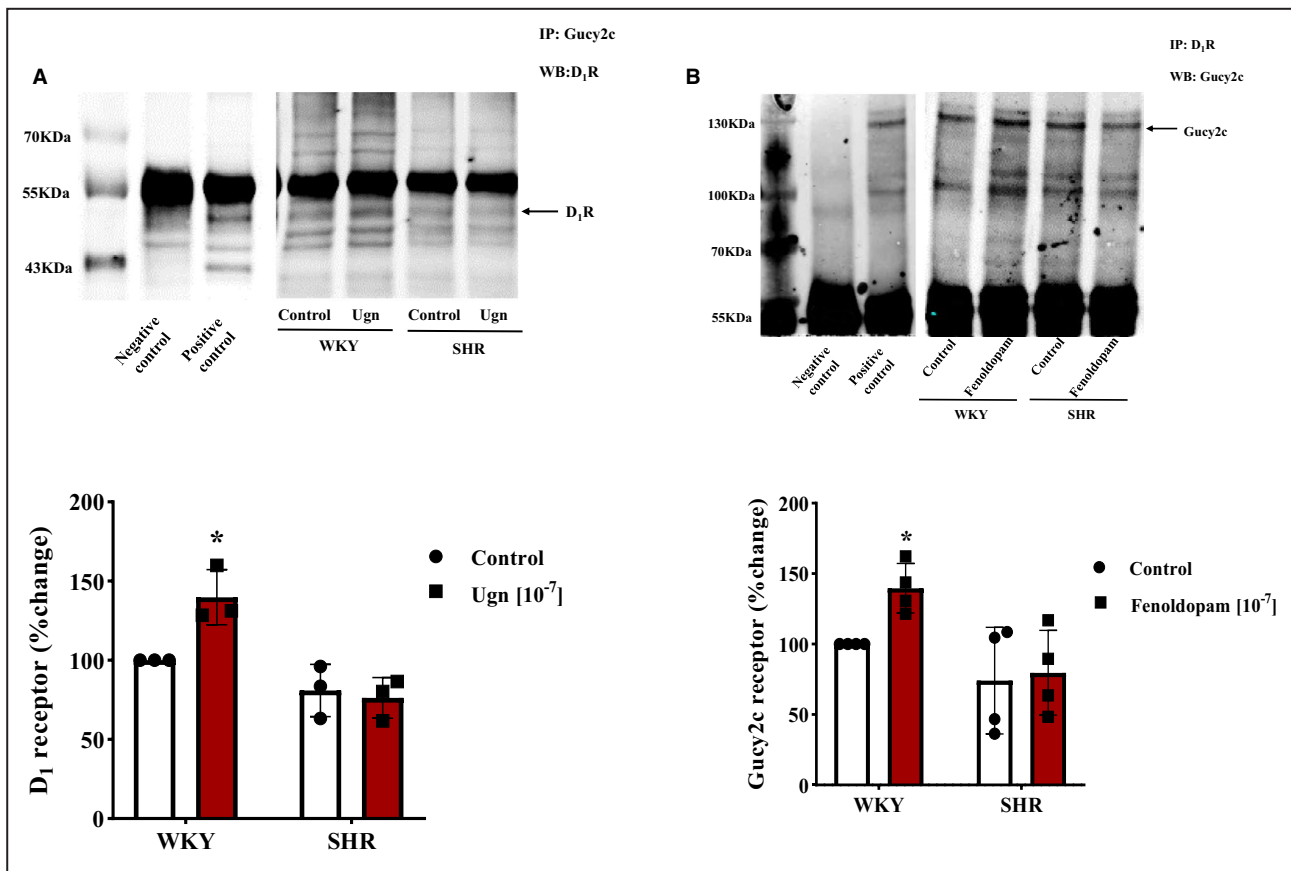 A
IP: Gucy2c
WB:D₁R
70KDa
55KDa
43KDa
D₁R
Negative control
Positive control
Control Ugn Control Ugn
WKY SHR
B
IP: D₁R
WB: Gucy2c
130KDa
100KDa
70KDa
55KDa
Gucy2c
Negative control
Positive control
Control
Fenoldopam
Control
Fenoldopam
WKY SHR
D₁ receptor (%change)
200
150
100
50
0
*
WKY SHR
Control
Ugn [10⁻⁷]
Gucy2c receptor (%change)
200
150
100
50
0
*
WKY SHR
Control
Fenoldopam [10⁻⁷]